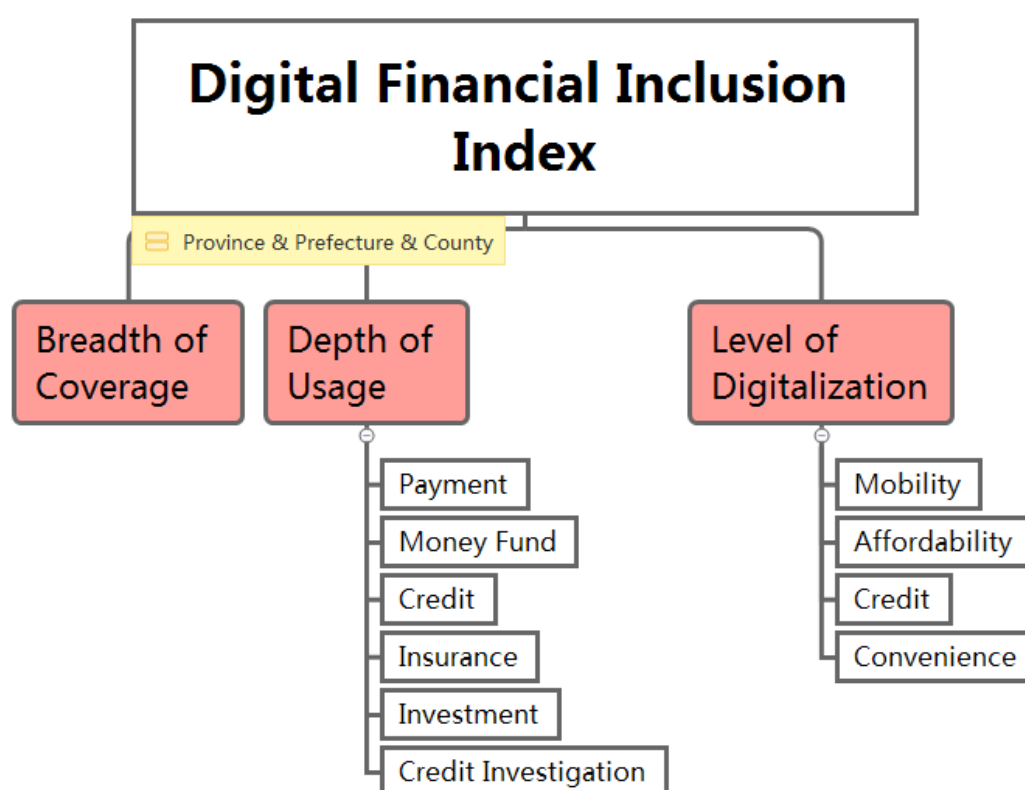 Digital Financial Inclusion
Index
Province & Prefecture & County
Breadth of
Coverage
Depth of
Usage
Payment
Money Fund
Credit
Insurance
Investment
Credit Investigation
Level of
Digitalization
Mobility
Affordability
Credit
Convenience